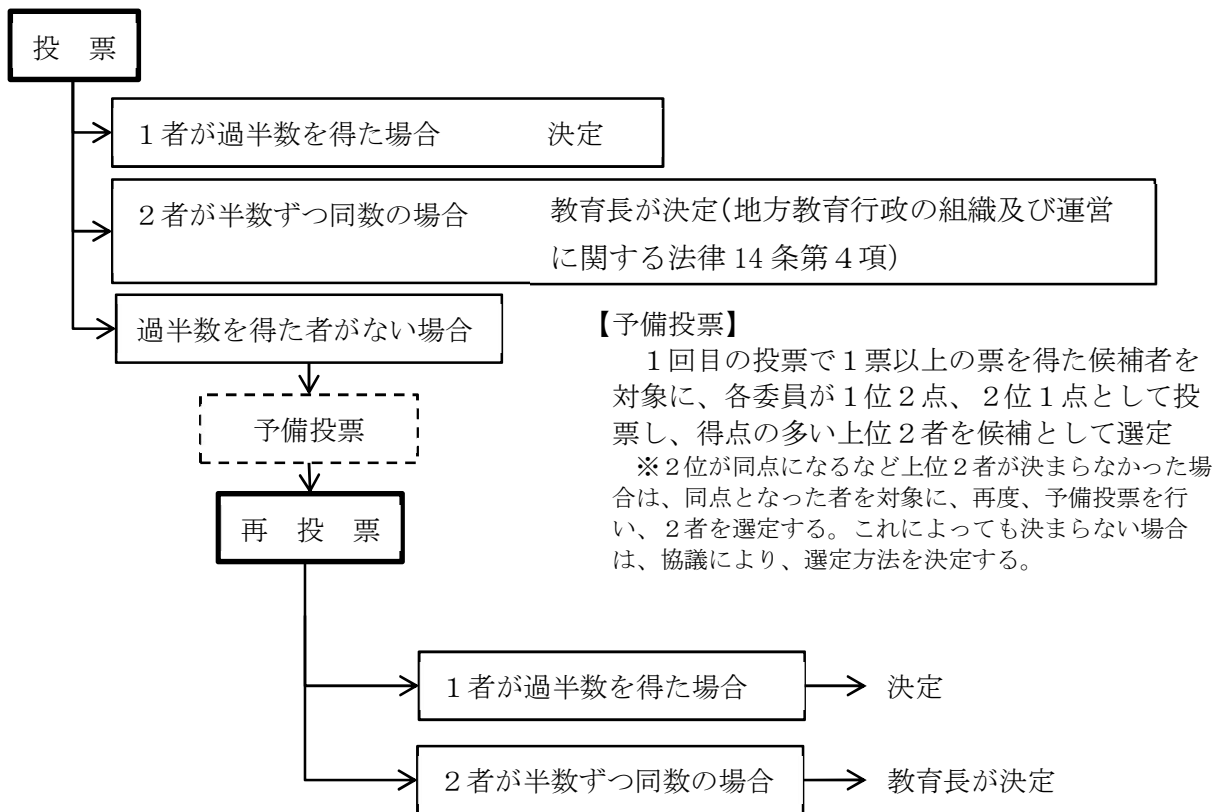 投　票
１者が過半数を得た場合　　　決定
２者が半数ずつ同数の場合
教育長が決定(地方教育行政の組織及び運営
に関する法律 14 条第４項)
過半数を得た者がない場合
【予備投票】
１回目の投票で１票以上の票を得た候補者を
対象に、各委員が１位２点、２位１点として投
票し、得点の多い上位２者を候補として選定
※２位が同点になるなど上位２者が決まらなかった場
合は、同点となった者を対象に、再度、予備投票を行
い、２者を選定する。これによっても決まらない場合
は、協議により、選定方法を決定する。
予備投票
再　投　票
１者が過半数を得た場合　　決定
２者が半数ずつ同数の場合　　教育長が決定